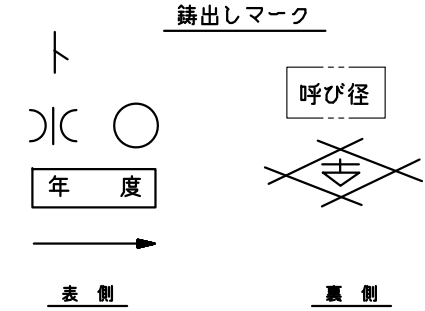 鋳出しマーク
呼び径
年 度
表 側
裏 側